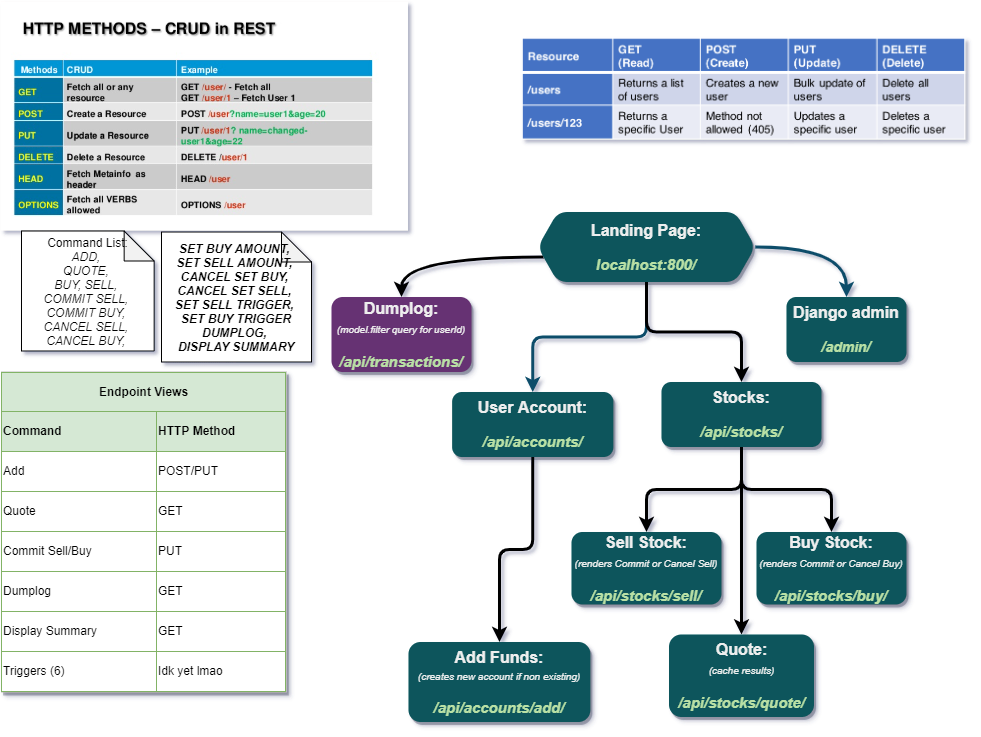 HTTP METHODS – CRUD in REST
Methods CRUD Example
GET Fetch all or any resource GET /user/ - Fetch all
GET /user/1 – Fetch User 1
POST Create a Resource POST /user?name=user1&age=20
PUT Update a Resource PUT /user/1? name=changed-
user1&age=22
DELETE Delete a Resource DELETE /user/1
HEAD Fetch Metainfo as header HEAD /user
OPTIONS Fetch all VERBS allowed OPTIONS /user
Resource GET (Read) POST (Create) PUT (Update) DELETE (Delete)
/users Returns a list of users Creates a new user Bulk update of users Delete all users
/users/123 Returns a specific User Method not allowed (405) Updates a specific user Deletes a specific user
Command List:
ADD,
QUOTE,
BUY, SELL,
COMMIT SELL,
COMMIT BUY,
CANCEL SELL,
CANCEL BUY,
SET BUY AMOUNT,
SET SELL AMOUNT,
CANCEL SET BUY,
CANCEL SET SELL,
SET SELL TRIGGER,
SET BUY TRIGGER
DUMPLOG,
DISPLAY SUMMARY
Endpoint Views
Command HTTP Method
Add POST/PUT
Quote GET
Commit Sell/Buy PUT
Dumplog GET
Display Summary GET
Triggers (6) Idk yet lmao
Landing Page:
localhost:800/
Dumplog:
(model.filter query for userId)
/api/transactions/
Django admin
/admin/
User Account:
/api/accounts/
Stocks:
/api/stocks/
Sell Stock:
(renders Commit or Cancel Sell)
/api/stocks/sell/
Buy Stock:
(renders Commit or Cancel Buy)
/api/stocks/buy/
Add Funds:
(creates new account if non existing)
/api/accounts/add/
Quote:
(cache results)
/api/stocks/quote/